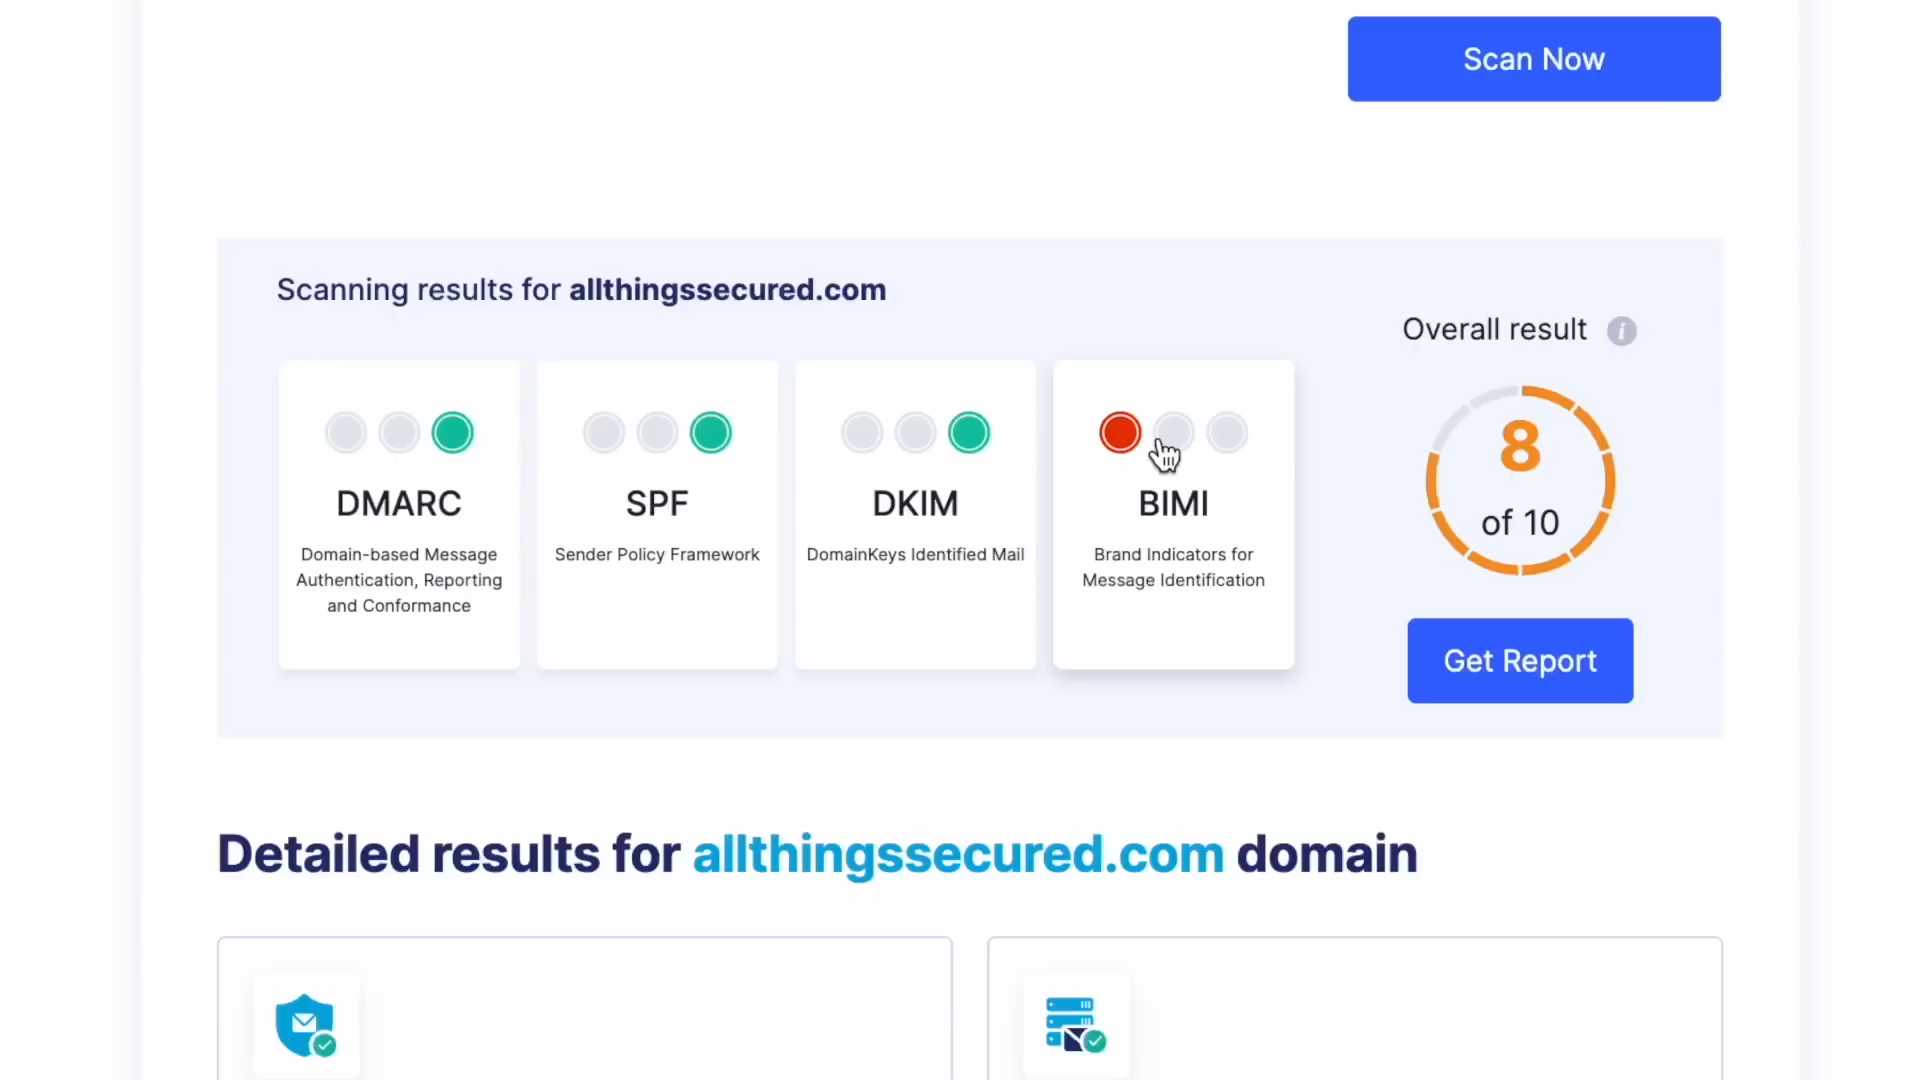 Scan Now
Scanning results for allthingssecured.com
Overall result
i
DMARC
Domain-based Message
Authentication, Reporting
and Conformance
SPF
Sender Policy Framework
DKIM
DomainKeys Identified Mail
BIMI
Brand Indicators for
Message Identification
8
of 10
Get Report
Detailed results for allthingssecured.com domain